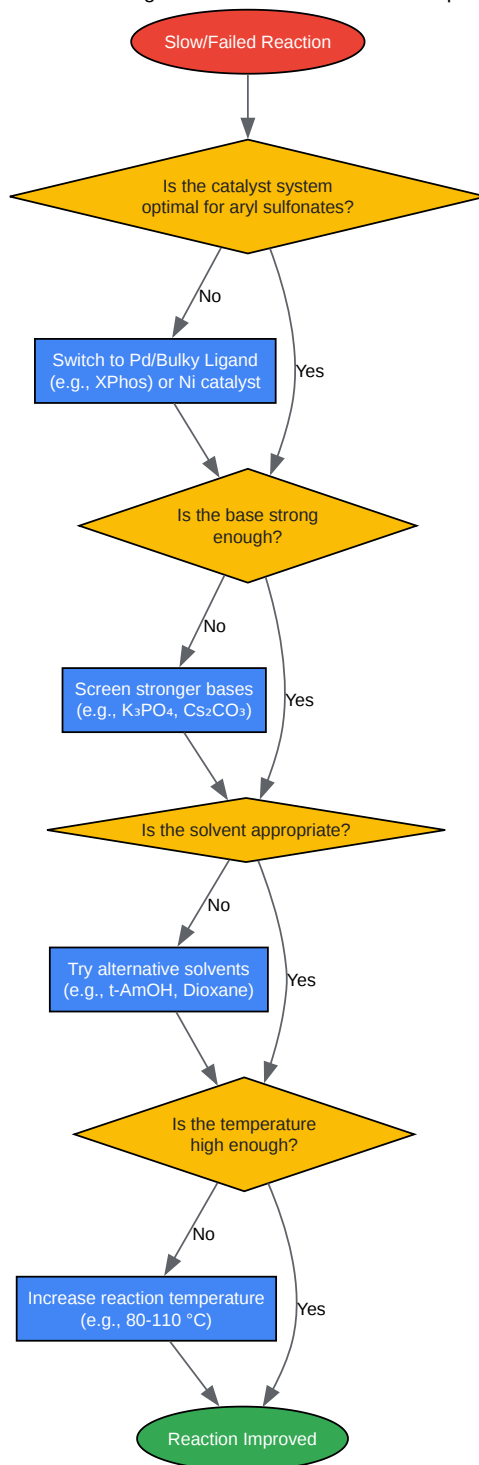 Slow/Failed Reaction
Is the catalyst system
optimal for aryl sulfonates?
No
Yes
Switch to Pd/Bulky Ligand
(e.g., XPhos) or Ni catalyst
Is the base strong
enough?
No
Yes
Screen stronger bases
(e.g., K₃PO₄, Cs₂CO₃)
Is the solvent appropriate?
No
Yes
Try alternative solvents
(e.g., t-AmOH, Dioxane)
Is the temperature
high enough?
No
Yes
Increase reaction temperature
(e.g., 80-110 °C)
Reaction Improved